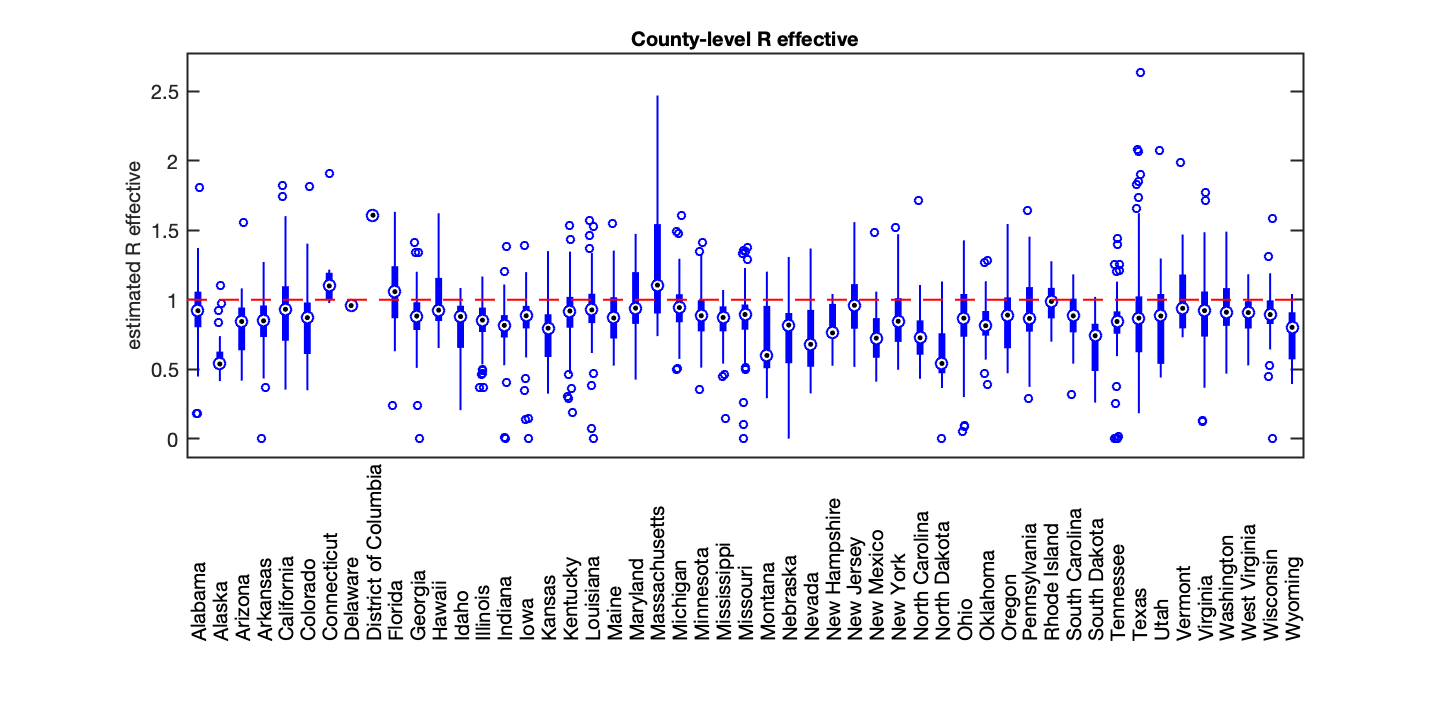 County-level R effective
estimated R effective
2.5
2
1.5
1
0.5
0
Alabama
Alaska
Arizona
Arkansas
California
Colorado
Connecticut
Delaware
District of Columbia
Florida
Georgia
Hawaii
Idaho
Illinois
Indiana
Iowa
Kansas
Kentucky
Louisiana
Maine
Maryland
Massachusetts
Michigan
Minnesota
Mississippi
Missouri
Montana
Nebraska
Nevada
New Hampshire
New Jersey
New Mexico
New York
North Carolina
North Dakota
Ohio
Oklahoma
Oregon
Pennsylvania
Rhode Island
South Carolina
South Dakota
Tennessee
Texas
Utah
Vermont
Virginia
Washington
West Virginia
Wisconsin
Wyoming